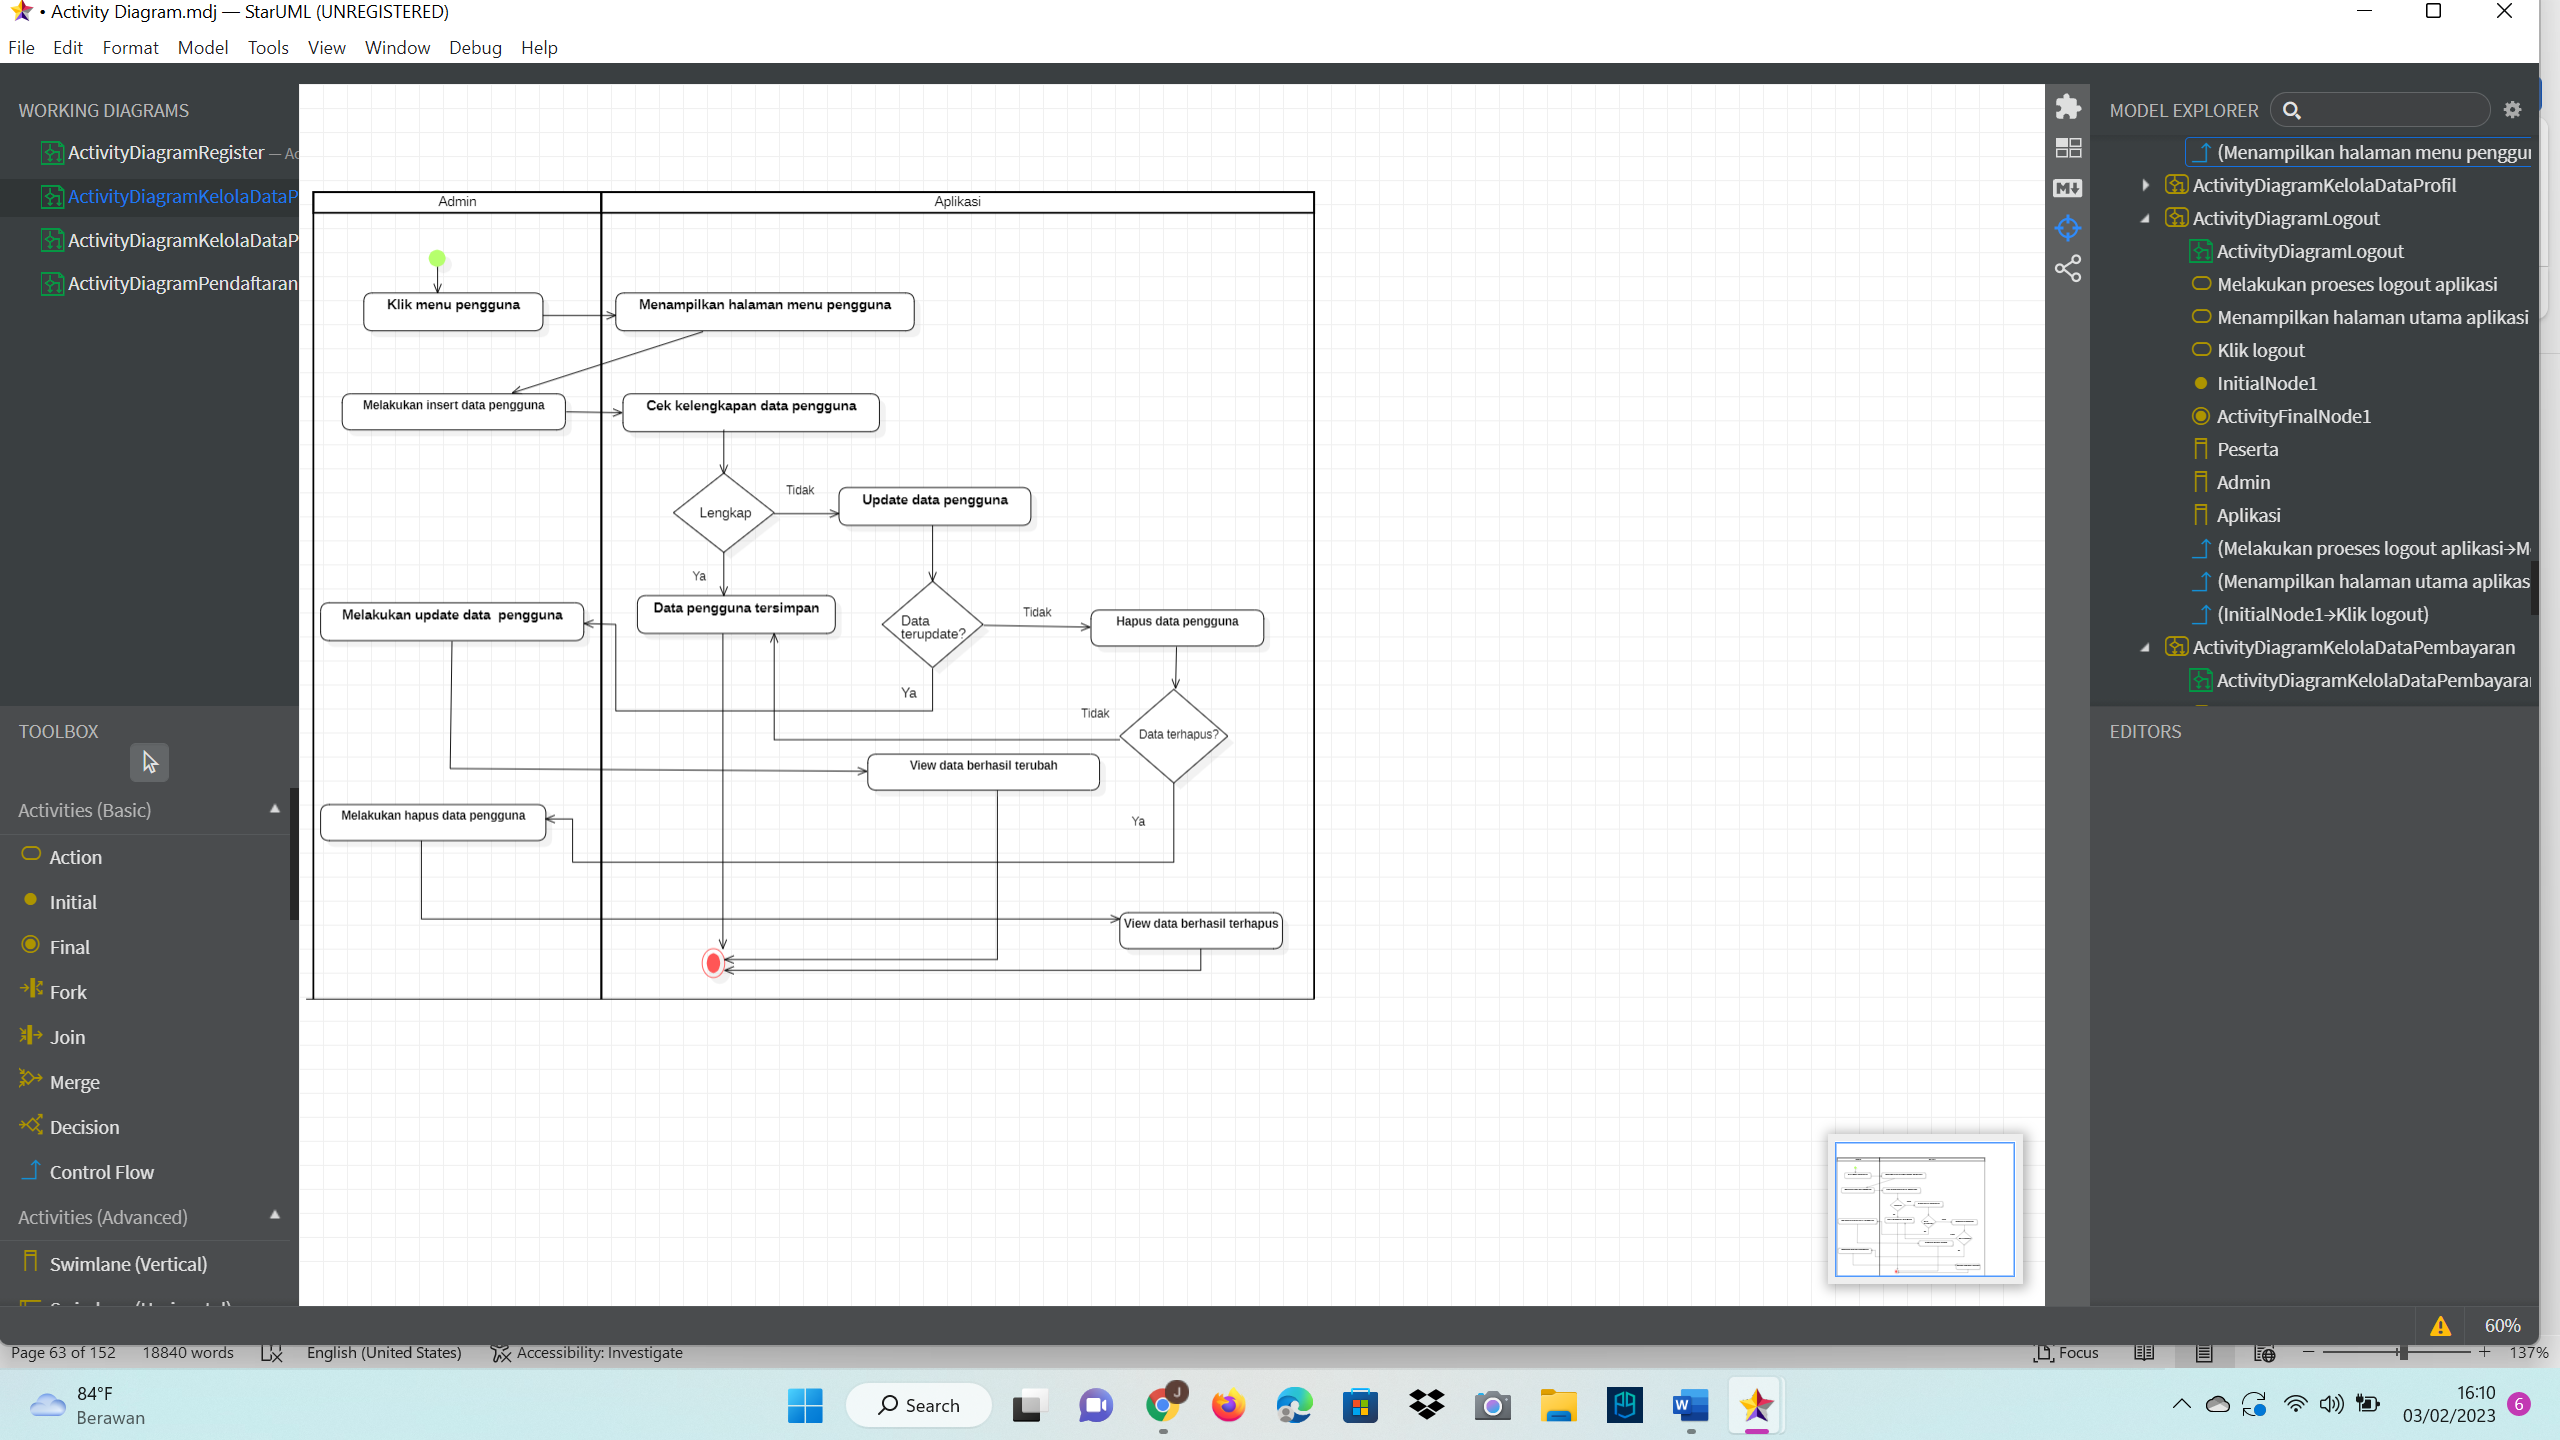 • Activity Diagram.mdj — StarUML (UNREGISTERED)
File Edit Format Model Tools View Window Debug Help
WORKING DIAGRAMS
ActivityDiagramRegister — Ac
ActivityDiagramKelolaDataP
ActivityDiagramKelolaDataP
ActivityDiagramPendaftaran
TOOLBOX
Activities (Basic)
Action
Initial
Final
Fork
Join
Merge
Decision
Control Flow
Activities (Advanced)
Swimlane (Vertical)
Admin
Aplikasi
Klik menu pengguna
Menampilkan halaman menu pengguna
Melakukan insert data pengguna
Cek kelengkapan data pengguna
Lengkap
Tidak
Update data pengguna
Ya
Melakukan update data pengguna
Data pengguna tersimpan
Data
terupdate?
Tidak
Hapus data pengguna
Ya
Tidak
Data terhapus?
View data berhasil terubah
Melakukan hapus data pengguna
Ya
View data berhasil terhapus
MODEL EXPLORER
(Menampilkan halaman menu penggu
ActivityDiagramKelolaDataProfil
ActivityDiagramLogout
ActivityDiagramLogout
Melakukan proeses logout aplikasi
Menampilkan halaman utama aplikasi
Klik logout
InitialNode1
ActivityFinalNode1
Peserta
Admin
Aplikasi
(Melakukan proeses logout aplikasi→M
(Menampilkan halaman utama aplikas
(InitialNode1→Klik logout)
ActivityDiagramKelolaDataPembayaran
ActivityDiagramKelolaDataPembayara
EDITORS
60%
Page 63 of 152 18840 words English (United States) Accessibility: Investigate Focus 137%
84°F
Berawan
Search
J
16:10
03/02/2023
6